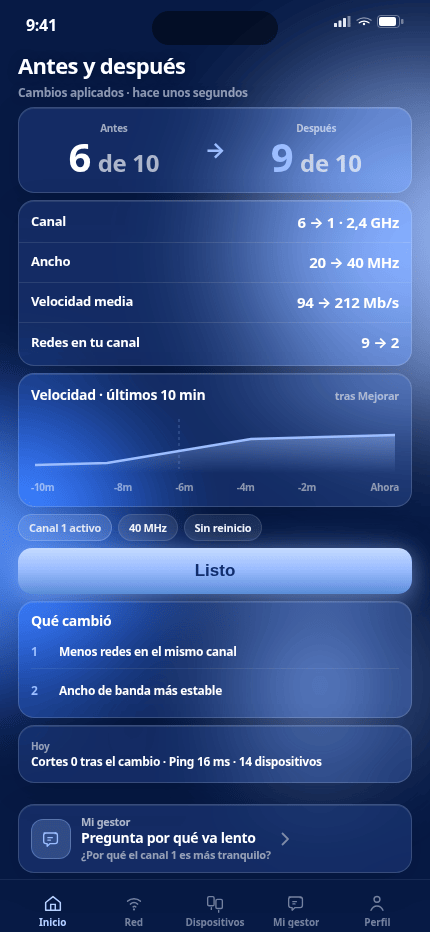 9:41
Antes y después
Cambios aplicados · hace unos segundos
Antes
Después
6 de 10 → 9 de 10
Canal 6 → 1 · 2,4 GHz
Ancho 20 → 40 MHz
Velocidad media 94 → 212 Mb/s
Redes en tu canal 9 → 2
Velocidad · últimos 10 min tras Mejorar
-10m -8m -6m -4m -2m Ahora
Canal 1 activo 40 MHz Sin reinicio
Listo
Qué cambió
1 Menos redes en el mismo canal
2 Ancho de banda más estable
Hoy
Cortes 0 tras el cambio · Ping 16 ms · 14 dispositivos
Mi gestor
Pregunta por qué va lento
¿Por qué el canal 1 es más tranquilo?
Inicio Red Dispositivos Mi gestor Perfil